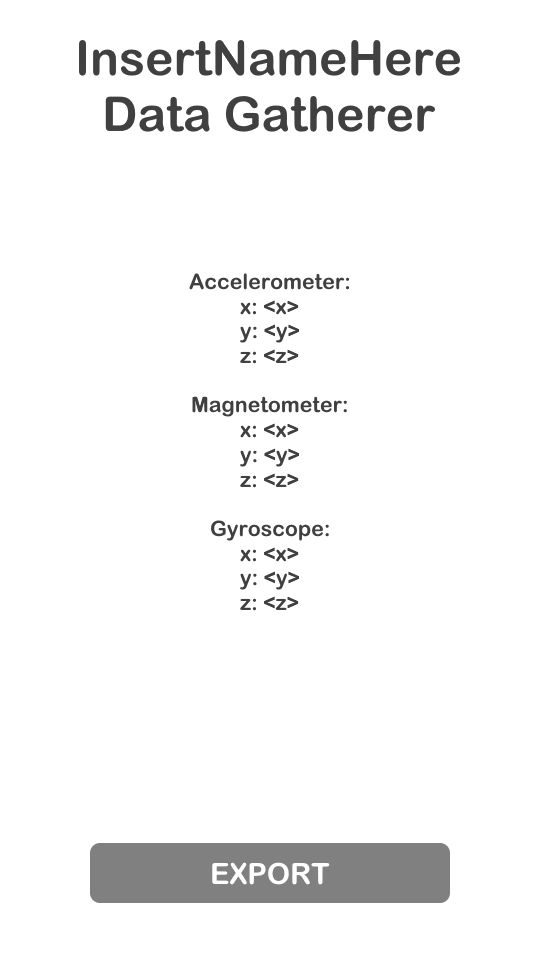 InsertNameHere
Data Gatherer
Accelerometer:
x: <x>
y: <y>
z: <z>
Magnetometer:
x: <x>
y: <y>
z: <z>
Gyroscope:
x: <x>
y: <y>
z: <z>
EXPORT